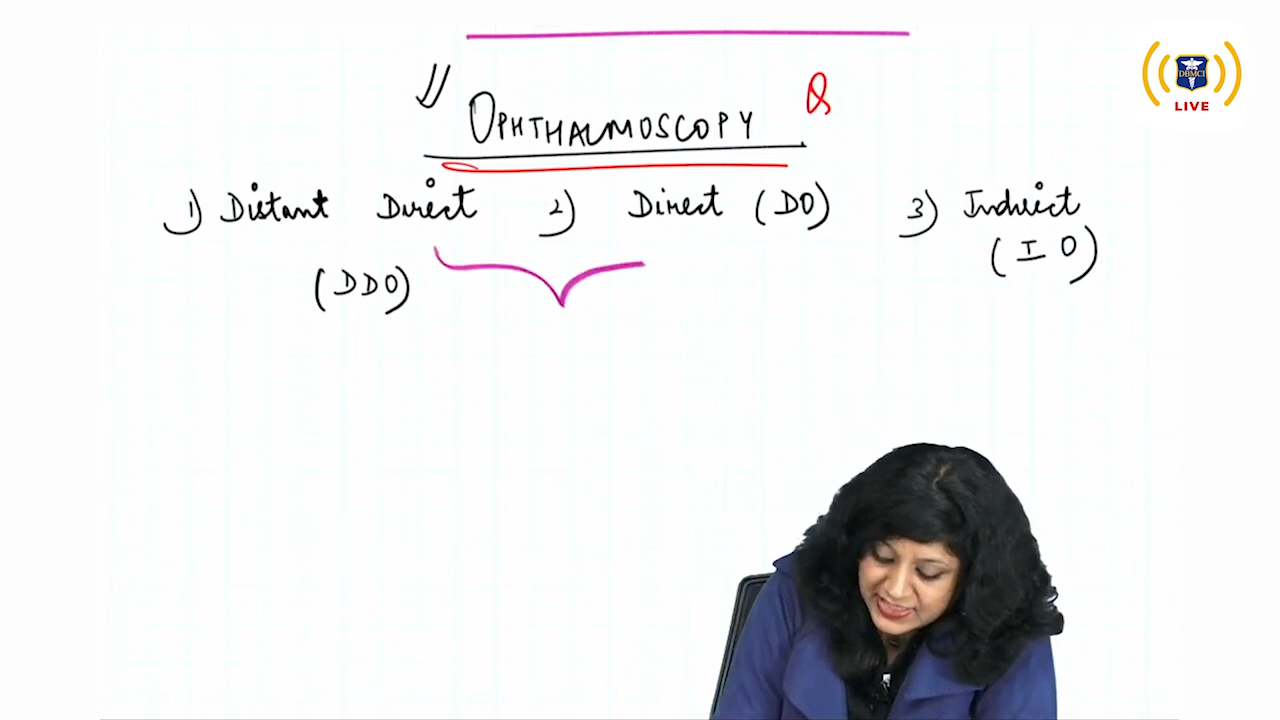 OPHTHALMOSCOPY
1) Distant Direct 2) Direct (DO) 3) Indirect
(DDO) (IO)
DBMCI
LIVE